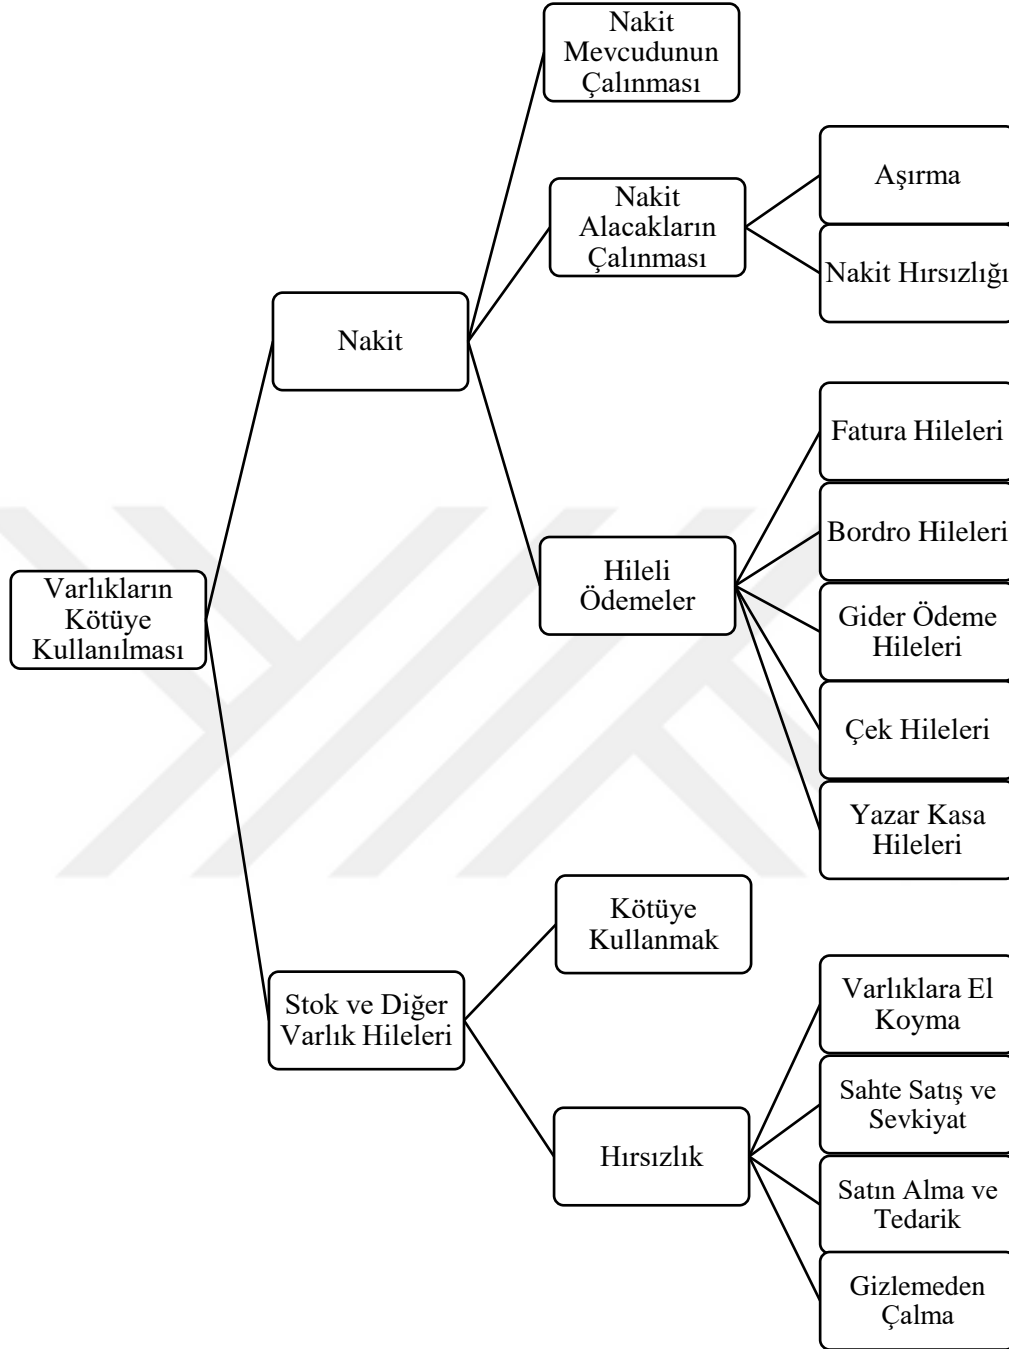 Nakit
Mevcudunun
Çalınması
Nakit
Alacakların
Çalınması
Aşırma
Nakit Hırsızlığı
Nakit
Fatura Hileleri
Bordro Hileleri
Hileli
Ödemeler
Gider Ödeme
Hileleri
Çek Hileleri
Yazar Kasa
Hileleri
Varlıkların
Kötüye
Kullanılması
Kötüye
Kullanmak
Stok ve Diğer
Varlık Hileleri
Varlıklara El
Koyma
Sahte Satış ve
Sevkiyat
Hırsızlık
Satın Alma ve
Tedarik
Gizlemeden
Çalma